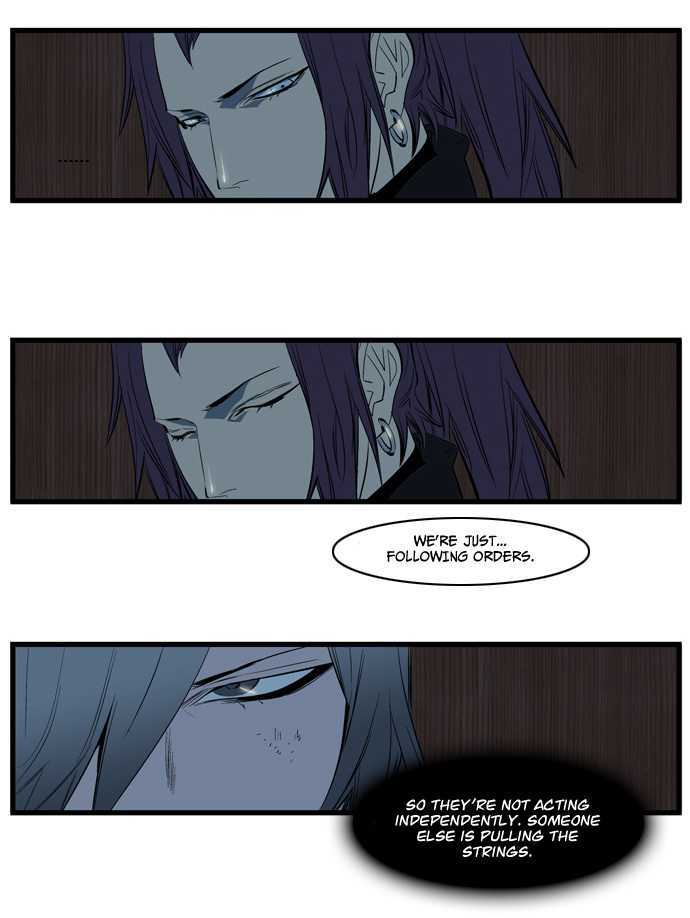 ......
WE'RE JUST...
FOLLOWING ORDERS.
SO THEY'RE NOT ACTING
INDEPENDENTLY. SOMEONE
ELSE IS PULLING THE
STRINGS.